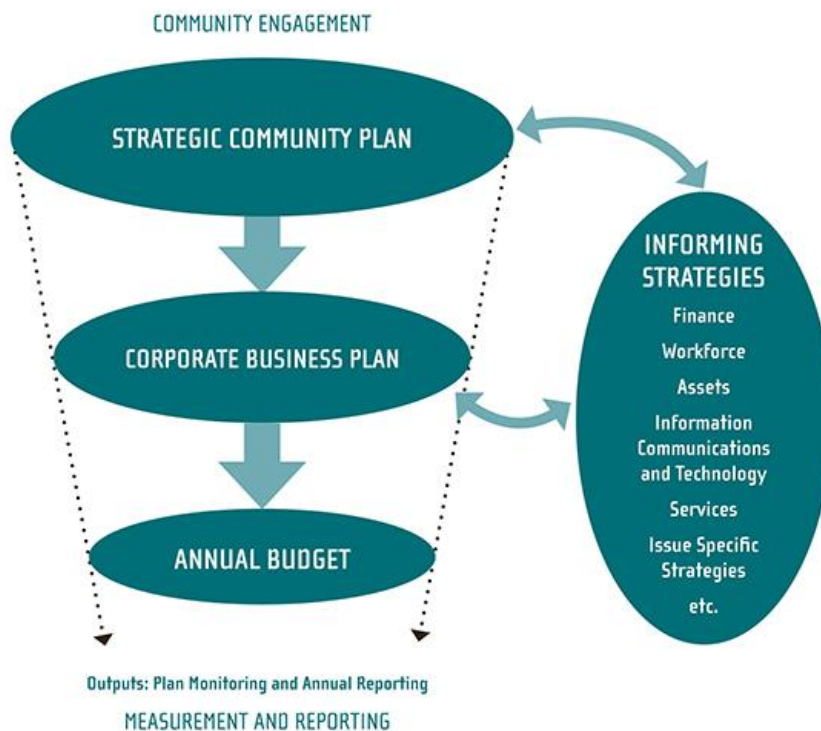 COMMUNITY ENGAGEMENT
STRATEGIC COMMUNITY PLAN
CORPORATE BUSINESS PLAN
ANNUAL BUDGET
INFORMING
STRATEGIES
Finance
Workforce
Assets
Information
Communications
and Technology
Services
Issue Specific
Strategies
etc.
Outputs: Plan Monitoring and Annual Reporting
MEASUREMENT AND REPORTING